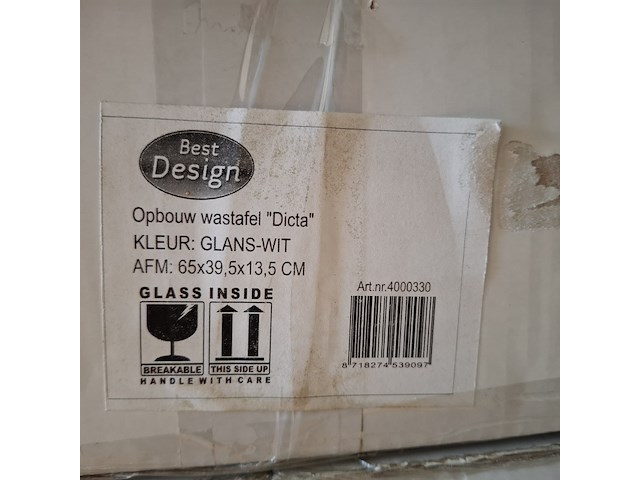 Best
Design
Opbouw wastafel "Dicta"
KLEUR: GLANS-WIT
AFM: 65x39,5x13,5 CM
GLASS INSIDE
BREAKABLE
THIS SIDE UP
HANDLE WITH CARE
Art.nr.4000330
8 718274 539097